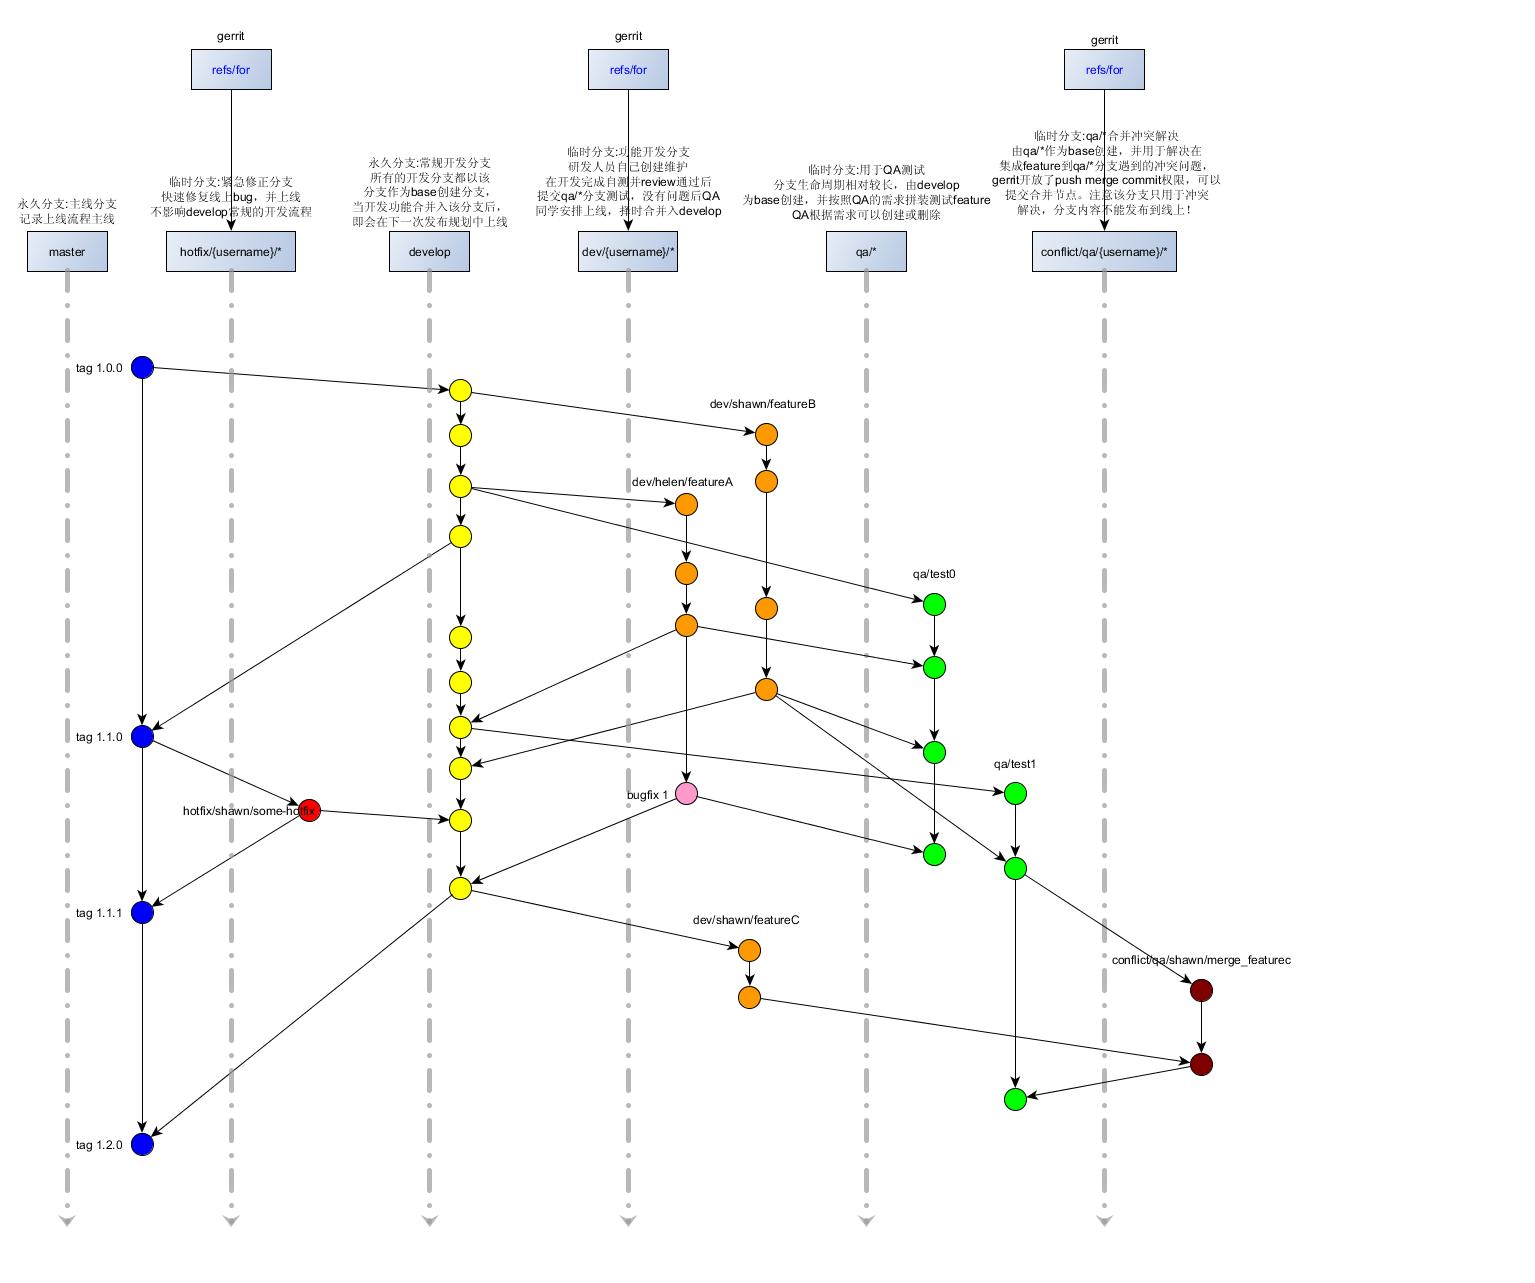 gerrit
refs/for
gerrit
refs/for
gerrit
refs/for
永久分支:主线分支
记录上线流程主线
master
临时分支:紧急修正分支
快速修复线上bug，并上线
不影响develop常规的开发流程
hotfix/{username}/*
永久分支:常规开发分支
所有的开发分支都以该
分支作为base创建分支，
当开发功能合并入该分支后，
即会在下一次发布规划中上线
develop
临时分支:功能开发分支
研发人员自己创建维护
在开发完成自测并review通过后
提交qa/*分支测试，没有问题后QA
同学安排上线，择时合并入develop
dev/{username}/*
临时分支:用于QA测试
分支生命周期相对较长，由develop
为base创建，并按照QA的需求拼装测试feature
QA根据需求可以创建或删除
qa/*
临时分支:qa/*合并冲突解决
由qa/*作为base创建，并用于解决在
集成feature到qa/*分支遇到的冲突问题，
gerrit开放了push merge commit权限，可以
提交合并节点。注意该分支只用于冲突
解决，分支内容不能发布到线上！
conflict/qa/{username}/*
tag 1.0.0
dev/shawn/featureB
dev/helen/featureA
qa/test0
tag 1.1.0
qa/test1
bugfix 1
hotfix/shawn/some-hotfix
tag 1.1.1
dev/shawn/featureC
conflict/qa/shawn/merge_featurec
tag 1.2.0